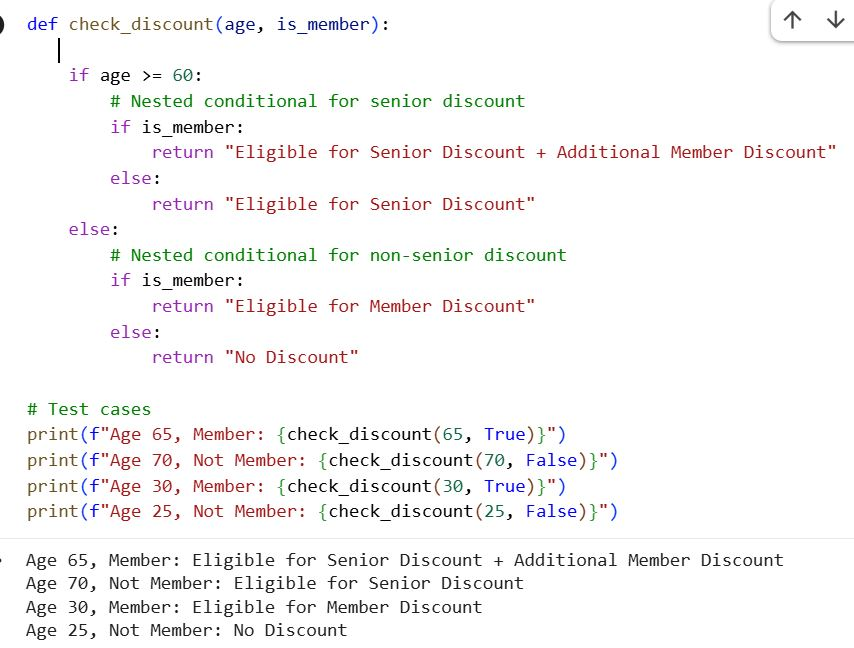 def check_discount(age, is_member):
    if age >= 60:
        # Nested conditional for senior discount
        if is_member:
            return "Eligible for Senior Discount + Additional Member Discount"
        else:
            return "Eligible for Senior Discount"
    else:
        # Nested conditional for non-senior discount
        if is_member:
            return "Eligible for Member Discount"
        else:
            return "No Discount"
# Test cases
print(f"Age 65, Member: {check_discount(65, True)}")
print(f"Age 70, Not Member: {check_discount(70, False)}")
print(f"Age 30, Member: {check_discount(30, True)}")
print(f"Age 25, Not Member: {check_discount(25, False)}")
Age 65, Member: Eligible for Senior Discount + Additional Member Discount
Age 70, Not Member: Eligible for Senior Discount
Age 30, Member: Eligible for Member Discount
Age 25, Not Member: No Discount